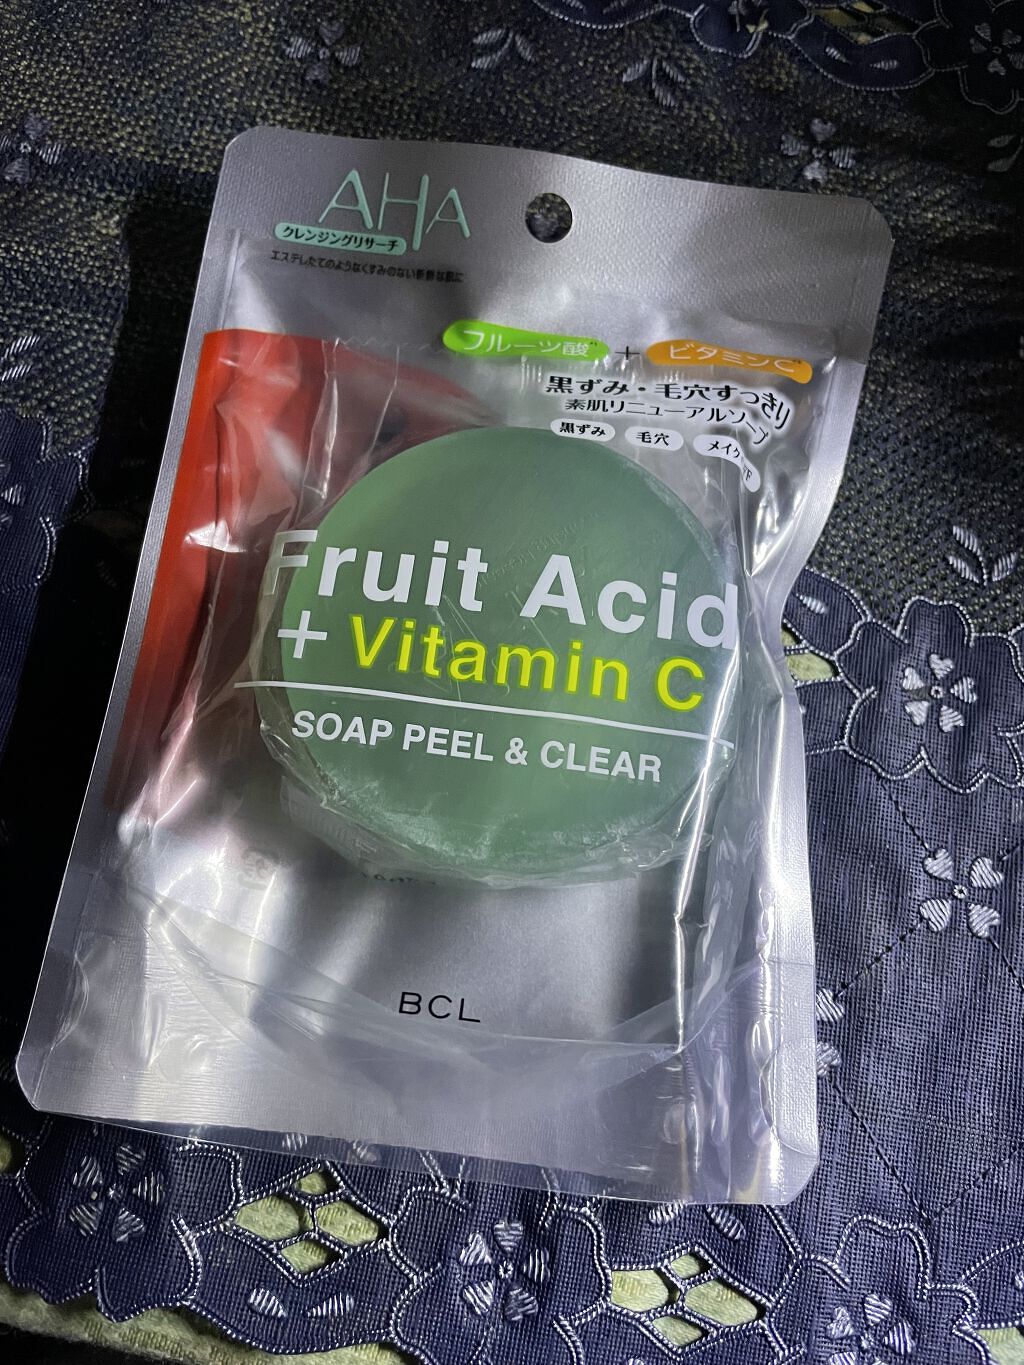 AHA
クレンジングリサーチ
エステしたてのようなくすみのない斬新な肌に
フルーツ酸 + ビタミンC
黒ずみ・毛穴すっきり
素肌リニューアルソープ
黒ずみ 毛穴
Fruit Acid
+ Vitamin C
SOAP PEEL & CLEAR
BCL